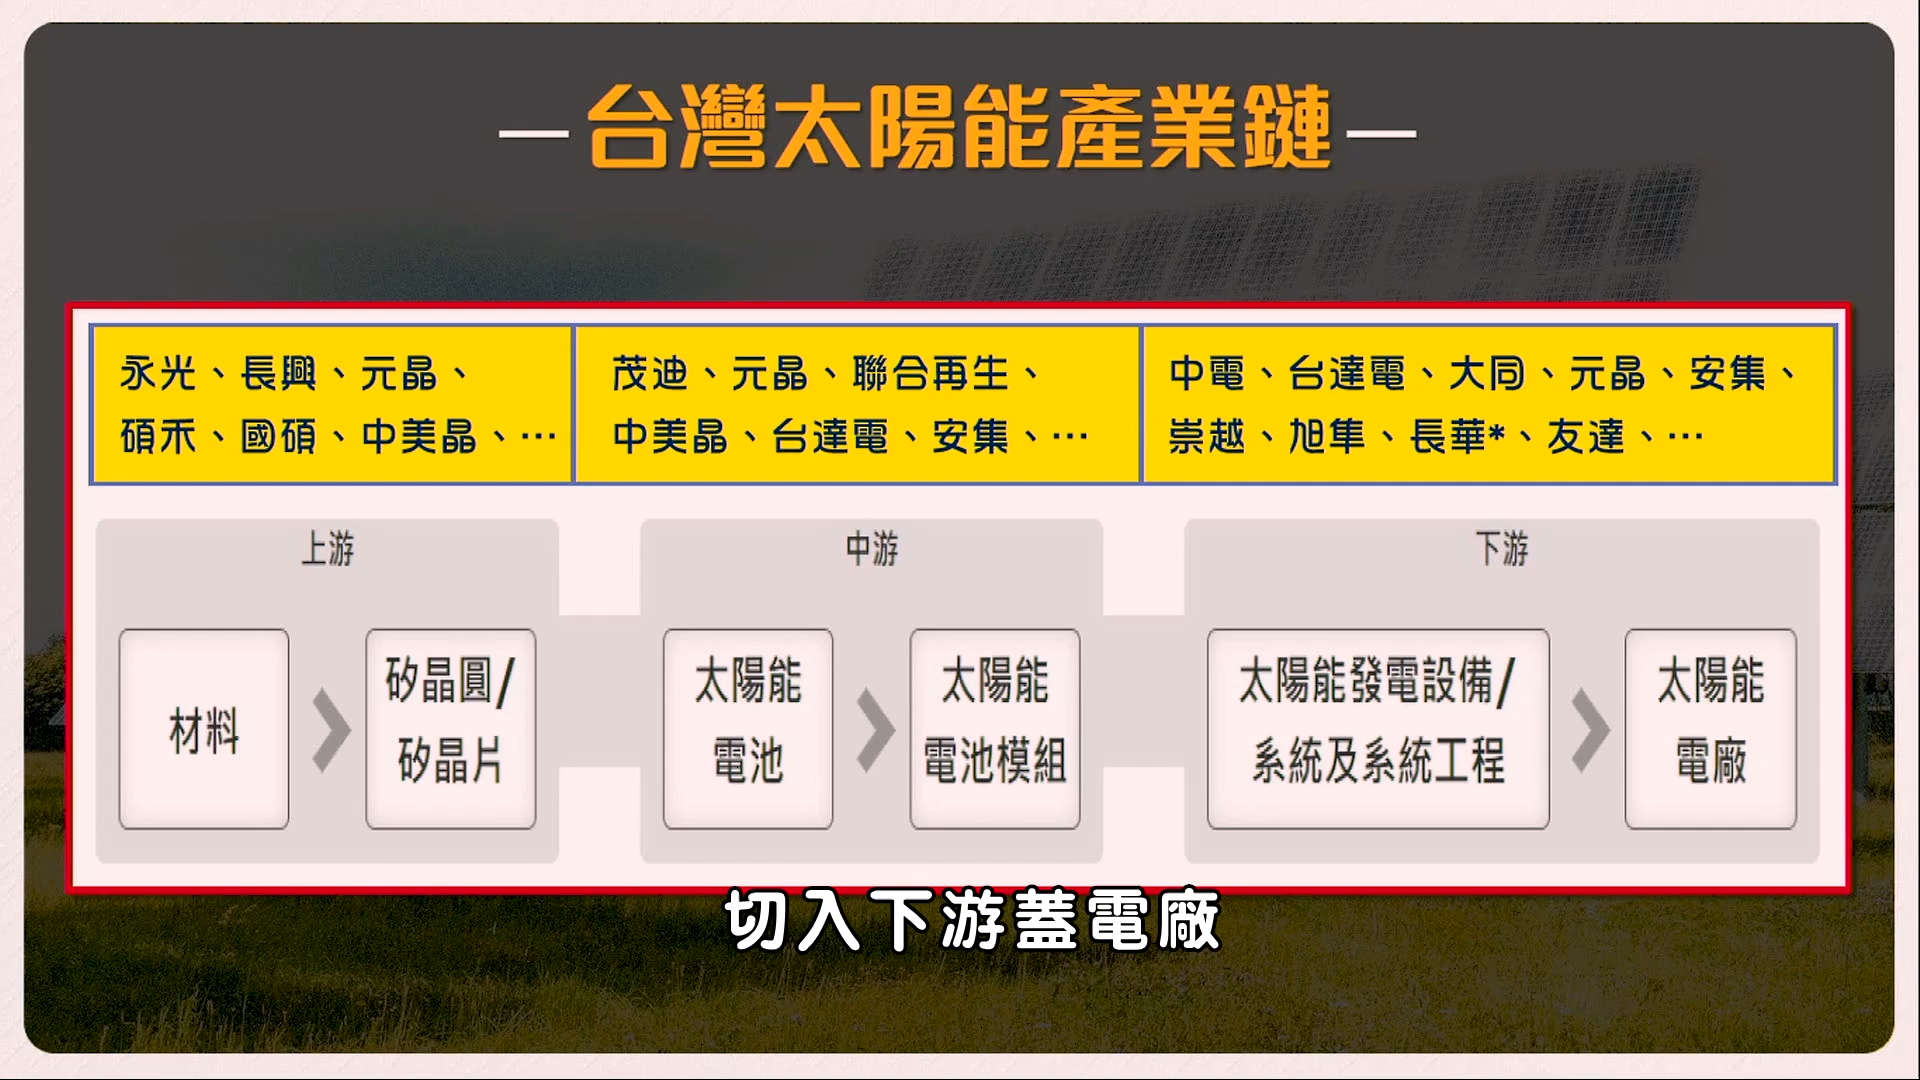 台灣太陽能產業鏈
永光、長興、元晶、
碩禾、國碩、中美晶、…
茂迪、元晶、聯合再生、
中美晶、台達電、安集、…
中電、台達電、大同、元晶、安集、
崇越、旭隼、長華*、友達、…
上游
材料
矽晶圓/
矽晶片
中游
太陽能
電池
太陽能
電池模組
下游
太陽能發電設備/
系統及系統工程
太陽能
電廠
切入下游蓋電廠